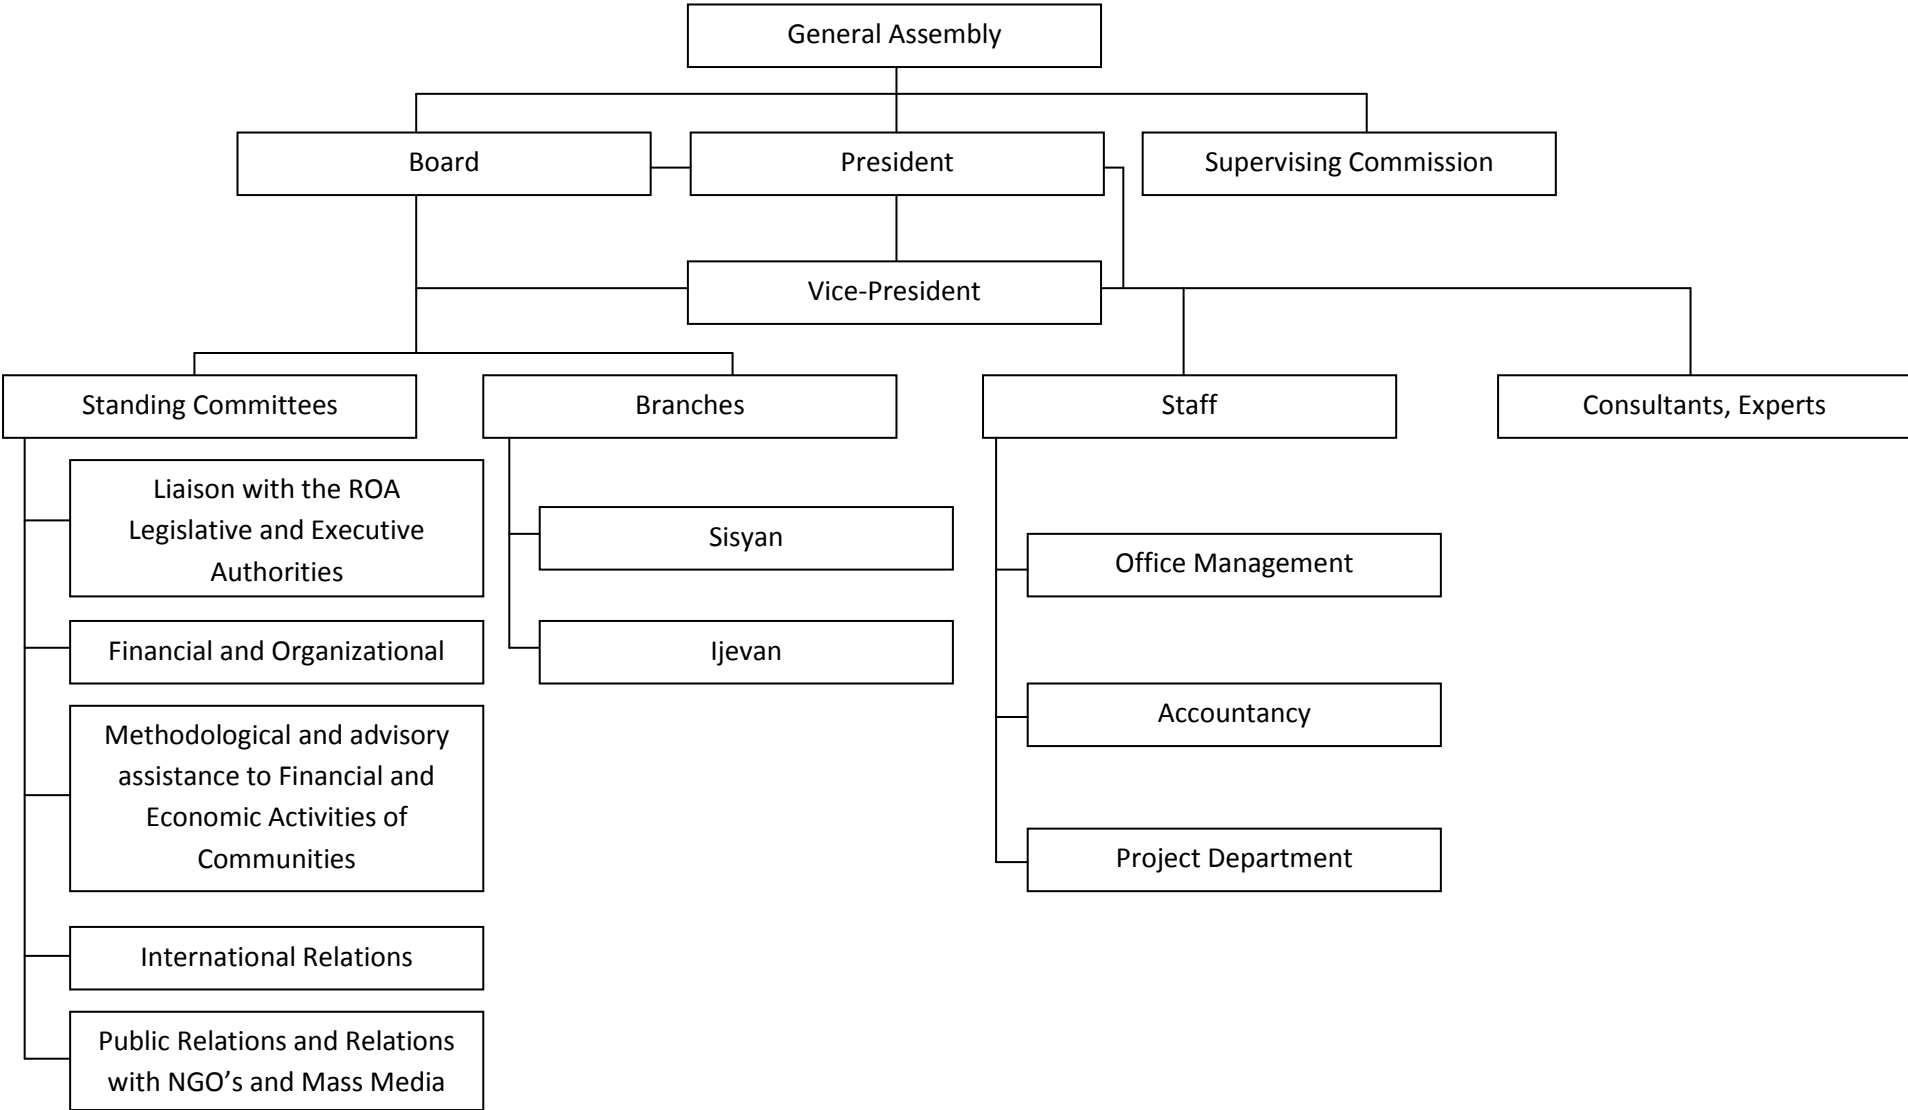 General Assembly
Board
President
Supervising Commission
Vice-President
Standing Committees
Branches
Staff
Consultants, Experts
Liaison with the ROA
Legislative and Executive
Authorities
Financial and Organizational
Methodological and advisory
assistance to Financial and
Economic Activities of
Communities
International Relations
Public Relations and Relations
with NGO’s and Mass Media
Sisyan
Ijevan
Office Management
Accountancy
Project Department